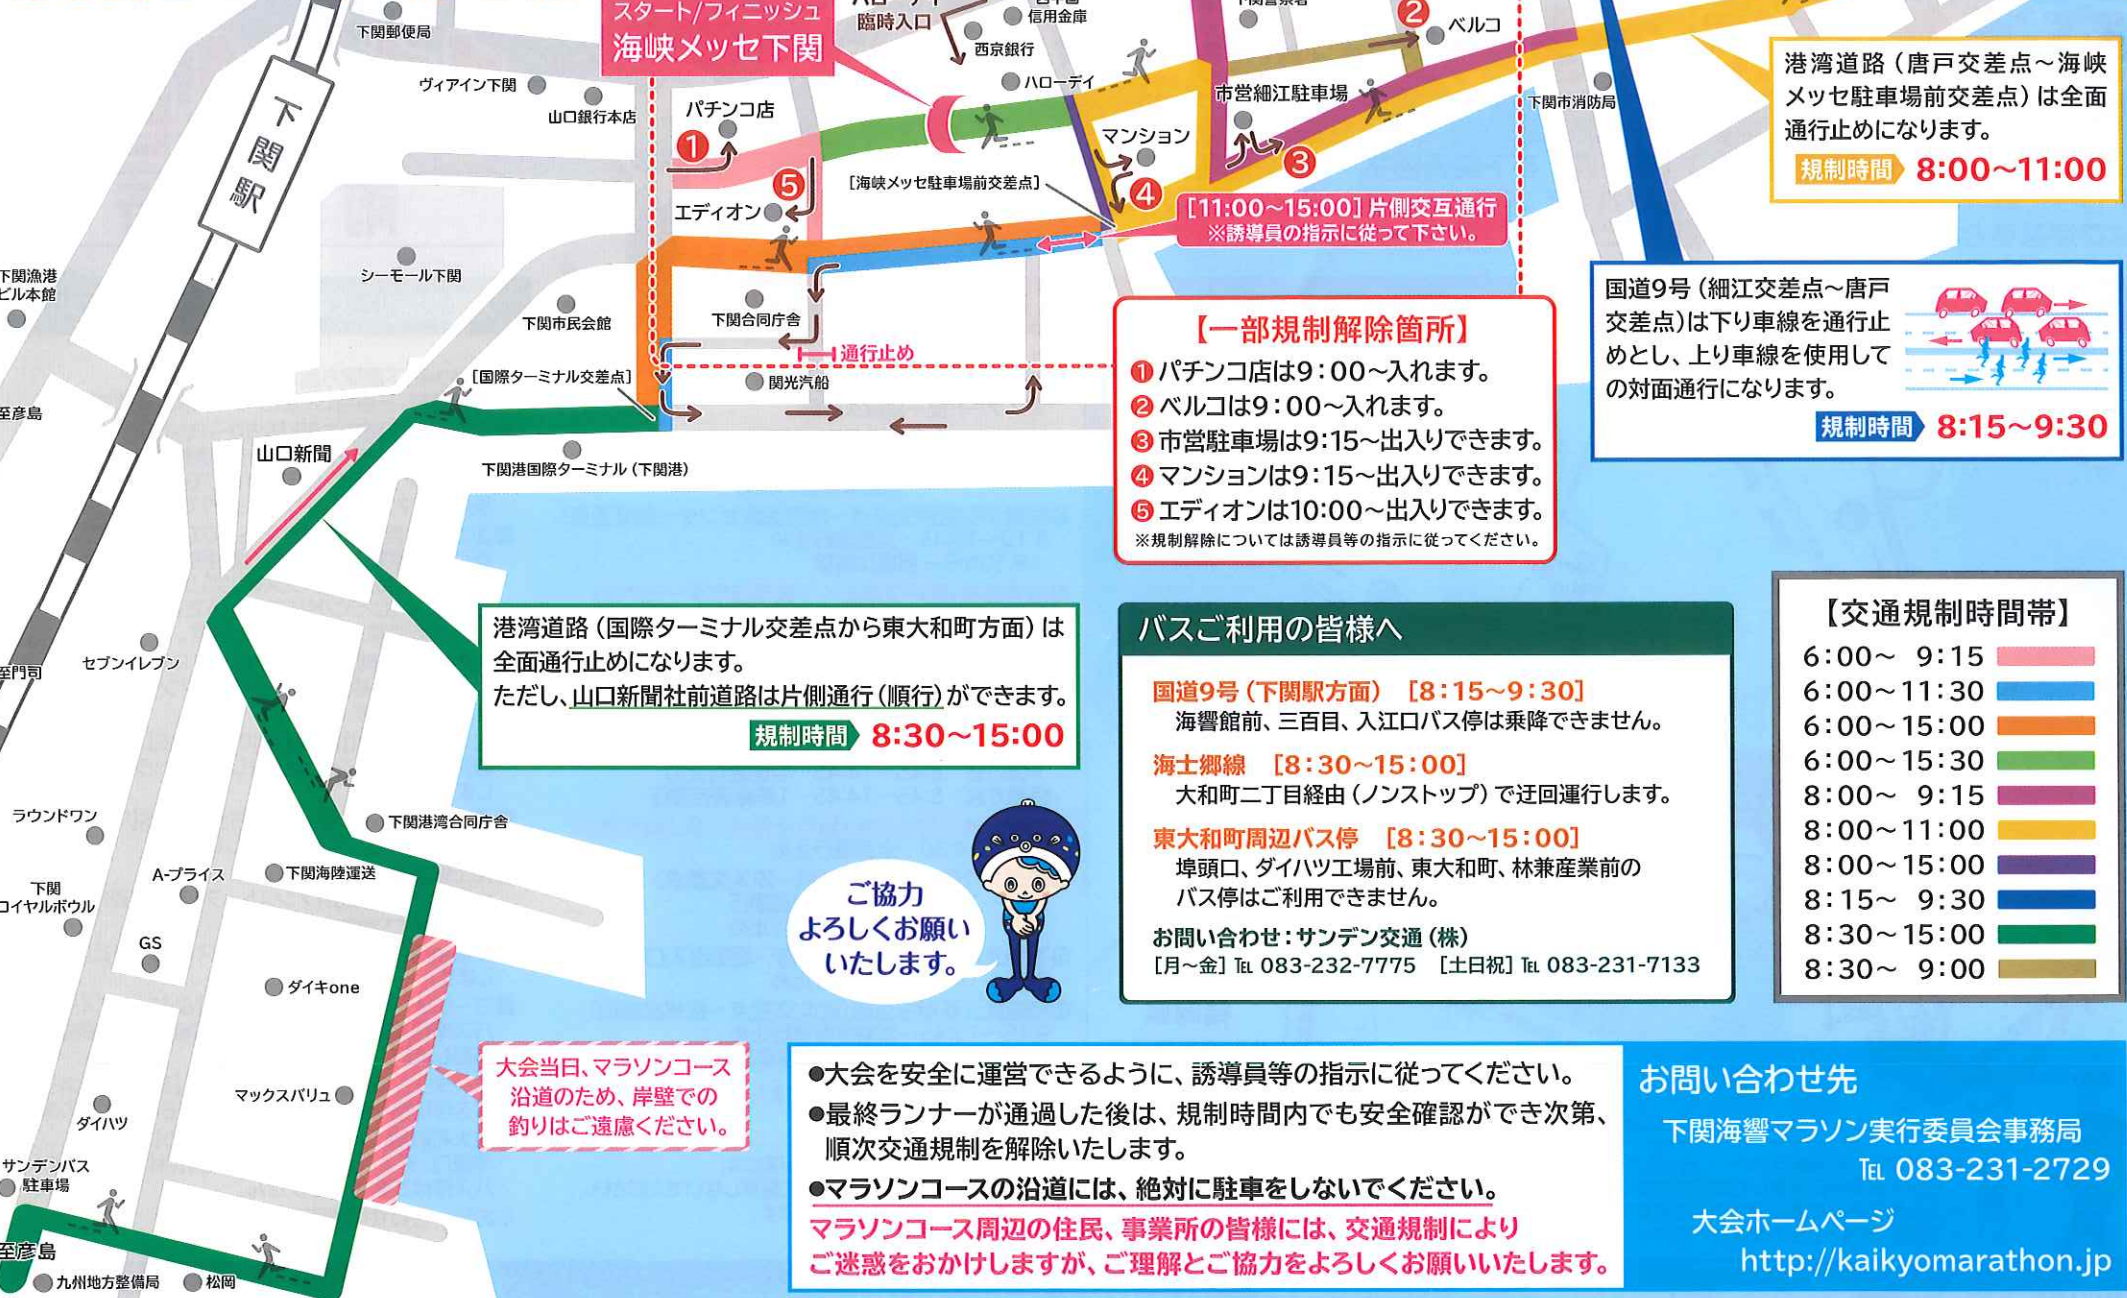 下関郵便局
スタート/フィニッシュ
海峡メッセ下関
臨時入口
信用金庫
西京銀行
ハローデイ
ベルコ
2
下関駅
ヴィアイン下関
山口銀行本店
パチンコ店
1
市営細江駐車場
3
下関市消防局
マンション
4
5
エディオン
[海峡メッセ駐車場前交差点]
[11:00～15:00] 片側交互通行
※誘導員の指示に従って下さい。
港湾道路（唐戸交差点～海峡
メッセ駐車場前交差点）は全面
通行止めになります。
規制時間 8:00～11:00
国道9号（細江交差点～唐戸
交差点）は下り車線を通行止
めとし、上り車線を使用して
の対面通行になります。
規制時間 8:15～9:30
下関漁港
ビル本館
シーモール下関
下関市民会館
下関合同庁舎
通行止め
関光汽船
[国際ターミナル交差点]
至彦島
山口新聞
下関港国際ターミナル（下関港）
【一部規制解除箇所】
❶パチンコ店は9:00～入れます。
❷ベルコは9:00～入れます。
❸市営駐車場は9:15～出入りできます。
❹マンションは9:15～出入りできます。
❺エディオンは10:00～出入りできます。
※規制解除については誘導員等の指示に従ってください。
港湾道路（国際ターミナル交差点から東大和町方面）は
全面通行止めになります。
ただし、山口新聞社前道路は片側通行（順行）ができます。
規制時間 8:30～15:00
バスご利用の皆様へ
国道9号（下関駅方面） [8:15～9:30]
海響館前、三百目、入江口バス停は乗降できません。
海士郷線 [8:30～15:00]
大和町二丁目経由（ノンストップ）で迂回運行します。
東大和町周辺バス停 [8:30～15:00]
埠頭口、ダイハツ工場前、東大和町、林兼産業前の
バス停はご利用できません。
お問い合わせ：サンデン交通（株）
[月～金] ℡ 083-232-7775 [土日祝] ℡ 083-231-7133
【交通規制時間帯】
6:00～ 9:15
6:00～11:30
6:00～15:00
6:00～15:30
8:00～ 9:15
8:00～11:00
8:00～15:00
8:15～ 9:30
8:30～15:00
8:30～ 9:00
セブンイレブン
至門司
ラウンドワン
下関港湾合同庁舎
A-プライス
下関海陸運送
下関
ロイヤルボウル
GS
ダイキone
マックスバリュ
ダイハツ
サンデンバス
駐車場
至彦島
九州地方整備局
松岡
ご協力
よろしくお願い
いたします。
大会当日、マラソンコース
沿道のため、岸壁での
釣りはご遠慮ください。
●大会を安全に運営できるように、誘導員等の指示に従ってください。
●最終ランナーが通過した後は、規制時間内でも安全確認ができ次第、
順次交通規制を解除いたします。
●マラソンコースの沿道には、絶対に駐車をしないでください。
マラソンコース周辺の住民、事業所の皆様には、交通規制により
ご迷惑をおかけしますが、ご理解とご協力をよろしくお願いいたします。
お問い合わせ先
下関海響マラソン実行委員会事務局
℡ 083-231-2729
大会ホームページ
http://kaikyomarathon.jp